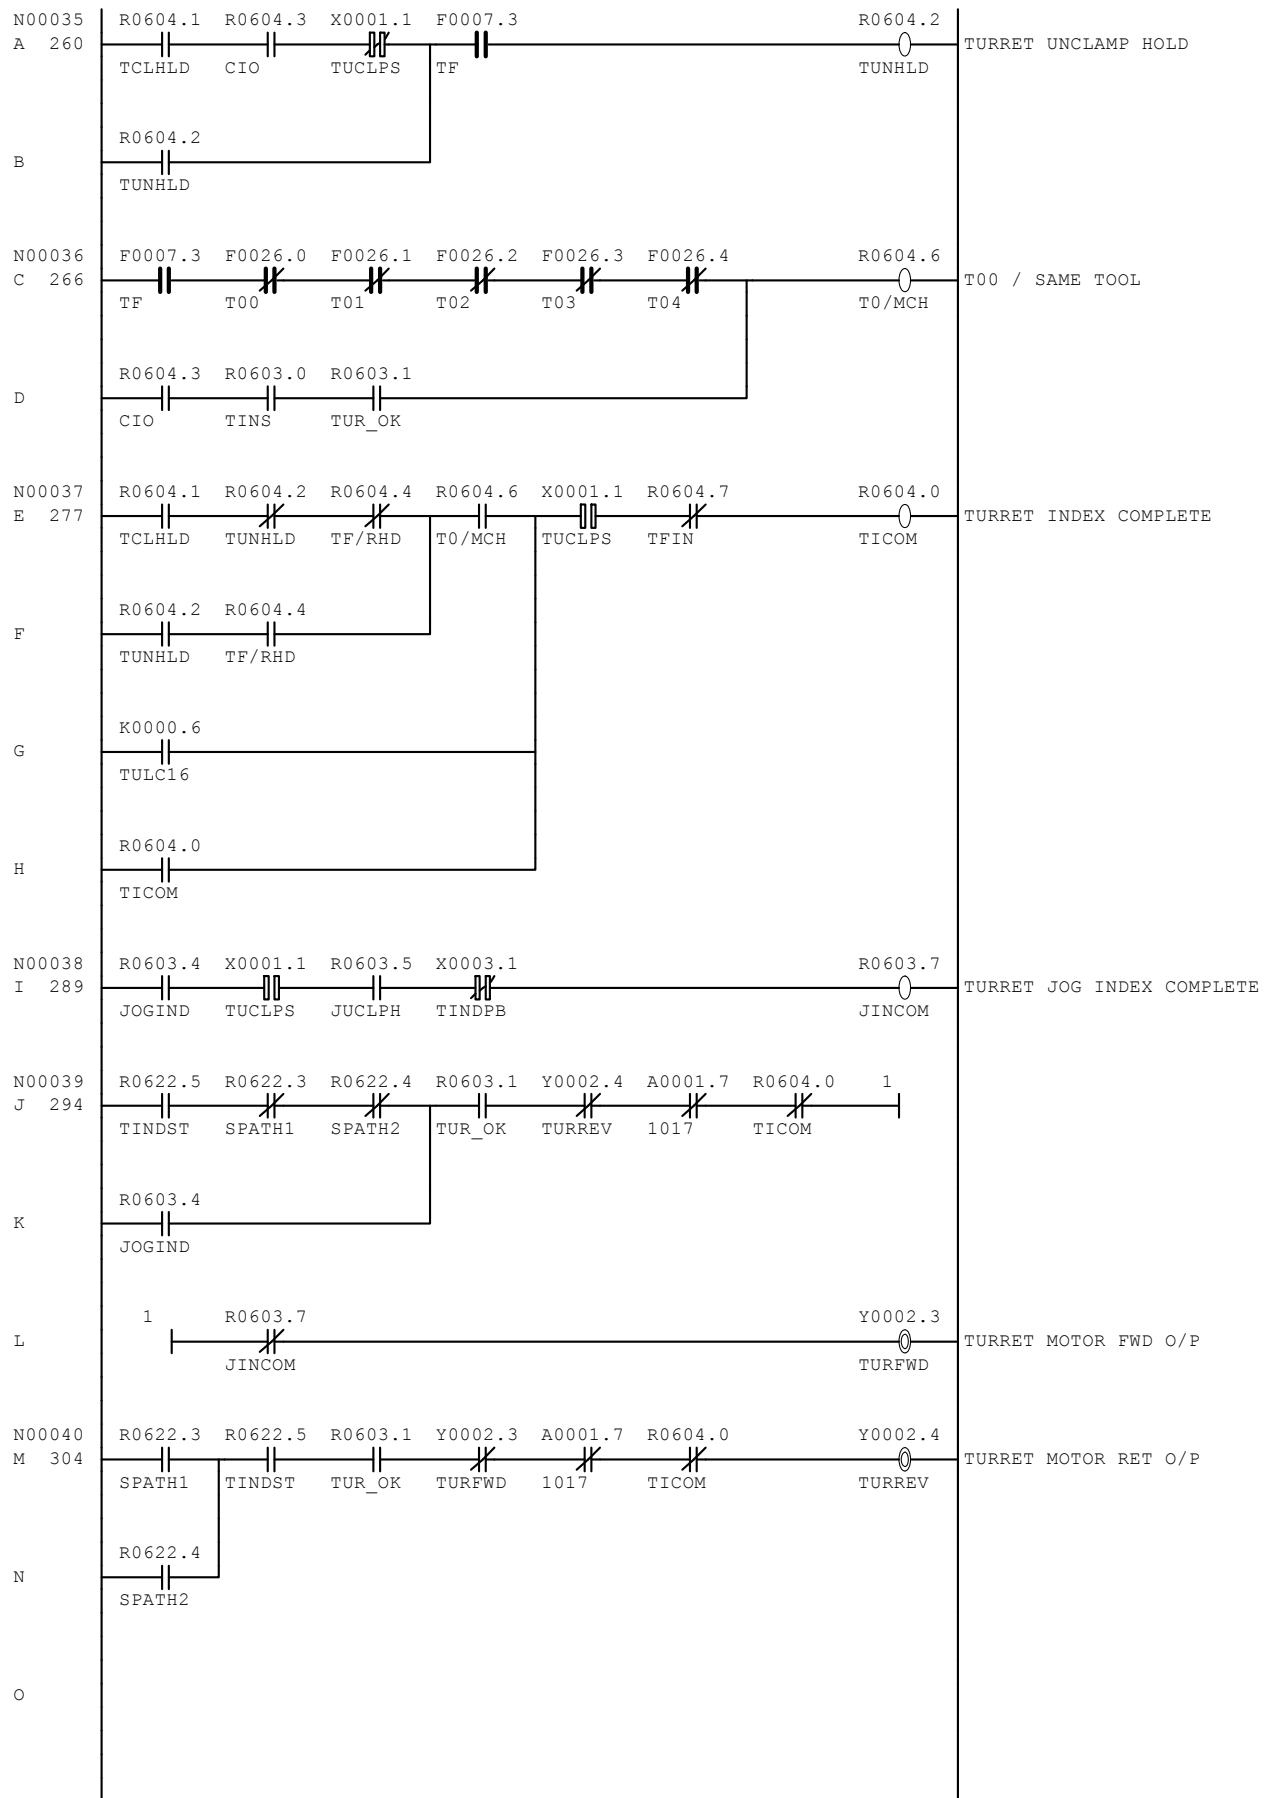 N00035 R0604.1 R0604.3 X0001.1 F0007.3 R0604.2
A 260 TURRET UNCLAMP HOLD
TCLHLD CIO TUCLPS TF TUNHLD
R0604.2
B
TUNHLD
N00036 F0007.3 F0026.0 F0026.1 F0026.2 F0026.3 F0026.4 R0604.6
C 266 T00 / SAME TOOL
TF T00 T01 T02 T03 T04 T0/MCH
R0604.3 R0603.0 R0603.1
D
CIO TINS TUR_OK
N00037 R0604.1 R0604.2 R0604.4 R0604.6 X0001.1 R0604.7 R0604.0
E 277 TURRET INDEX COMPLETE
TCLHLD TUNHLD TF/RHD T0/MCH TUCLPS TFIN TICOM
R0604.2 R0604.4
F
TUNHLD TF/RHD
K0000.6
G
TULC16
R0604.0
H
TICOM
N00038 R0603.4 X0001.1 R0603.5 X0003.1 R0603.7
I 289 TURRET JOG INDEX COMPLETE
JOGIND TUCLPS JUCLPH TINDPB JINCOM
N00039 R0622.5 R0622.3 R0622.4 R0603.1 Y0002.4 A0001.7 R0604.0 1
J 294
TINDST SPATH1 SPATH2 TUR_OK TURREV 1017 TICOM
R0603.4
K
JOGIND
1 R0603.7 Y0002.3
L TURRET MOTOR FWD O/P
JINCOM TURFWD
N00040 R0622.3 R0622.5 R0603.1 Y0002.3 A0001.7 R0604.0 Y0002.4
M 304 TURRET MOTOR RET O/P
SPATH1 TINDST TUR_OK TURFWD 1017 TICOM TURREV
R0622.4
N
SPATH2
O